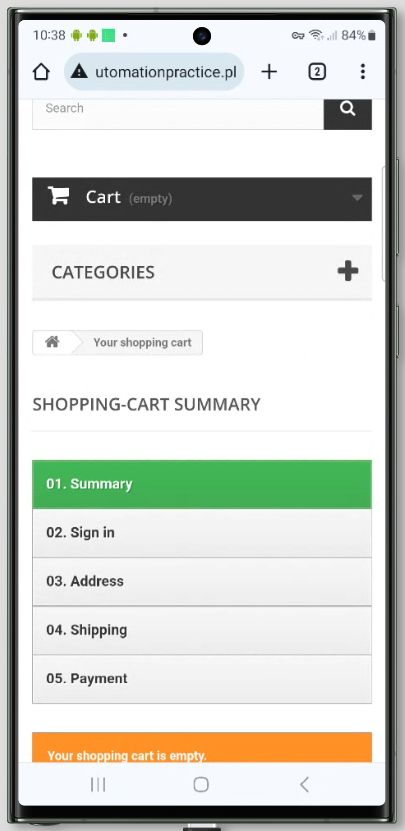 10:38
84%
utomationpractice.pl
2
Search
Cart (empty)
CATEGORIES
Your shopping cart
SHOPPING-CART SUMMARY
01. Summary
02. Sign in
03. Address
04. Shipping
05. Payment
Your shopping cart is empty.